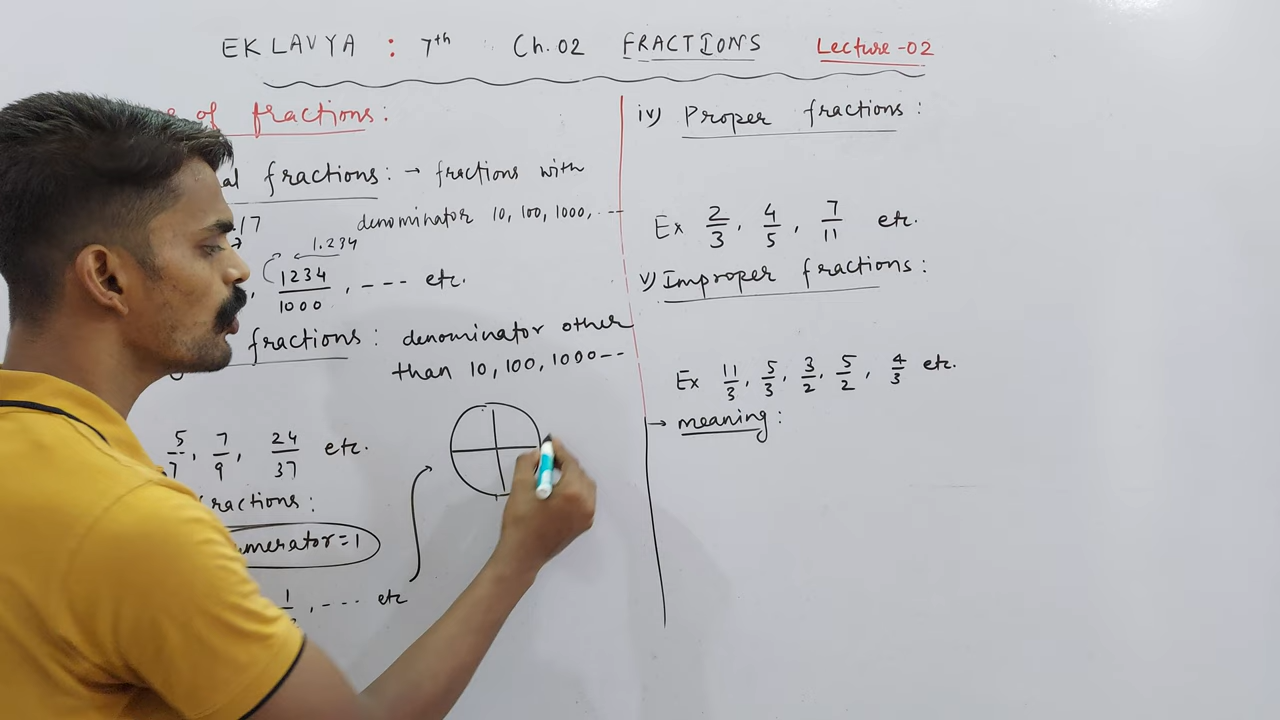 EKLAVYA : 7th Ch. 02 FRACTIONS Lecture-02
of fractions:
al fractions: → fractions with
17 denominator 10, 100, 1000, ---
1.234
, 1234/1000, --- etc.
fractions: denominator other
than 10, 100, 1000--
5/7, 7/9, 24/37 etc.
ractions:
umerator=1
, ---- etc
iv) Proper fractions:
Ex 2/3, 4/5, 7/11 etc.
v) Improper fractions:
Ex 11/3, 5/3, 3/2, 5/2, 4/3 etc.
→ meaning: